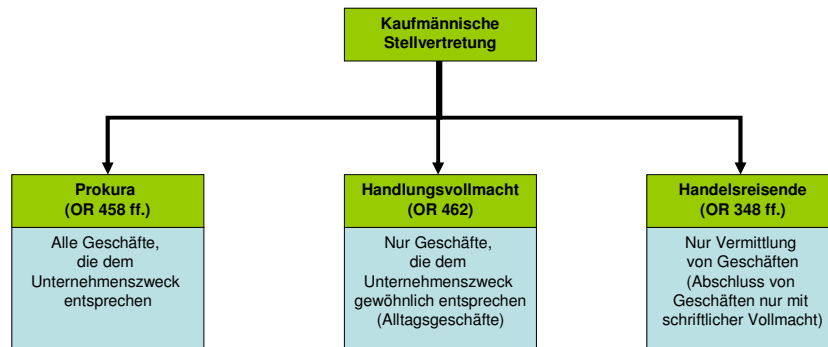 Kaufmännische
Stellvertretung
Prokura
(OR 458 ff.)
Alle Geschäfte,
die dem
Unternehmenszweck
entsprechen
Handlungsvollmacht
(OR 462)
Nur Geschäfte,
die dem
Unternehmenszweck
gewöhnlich entsprechen
(Alltagsgeschäfte)
Handelsreisende
(OR 348 ff.)
Nur Vermittlung
von Geschäften
(Abschluss von
Geschäften nur mit
schriftlicher Vollmacht)